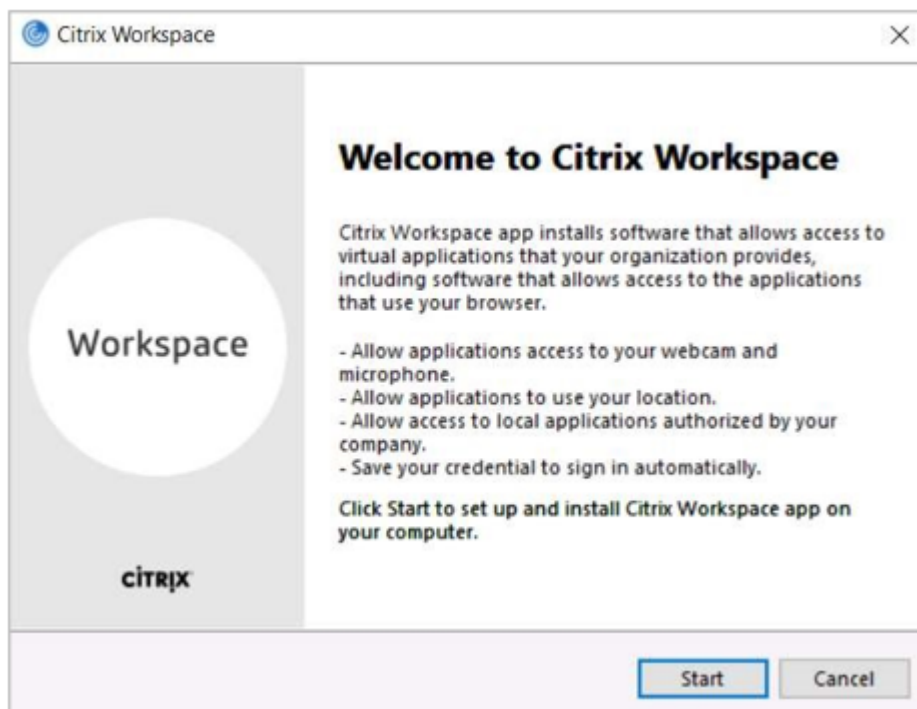 Citrix Workspace
Welcome to Citrix Workspace
Citrix Workspace app installs software that allows access to
virtual applications that your organization provides,
including software that allows access to the applications
that use your browser.
- Allow applications access to your webcam and
microphone.
- Allow applications to use your location.
- Allow access to local applications authorized by your
company.
- Save your credential to sign in automatically.
Click Start to set up and install Citrix Workspace app on
your computer.
Workspace
CİTRIX
Start
Cancel